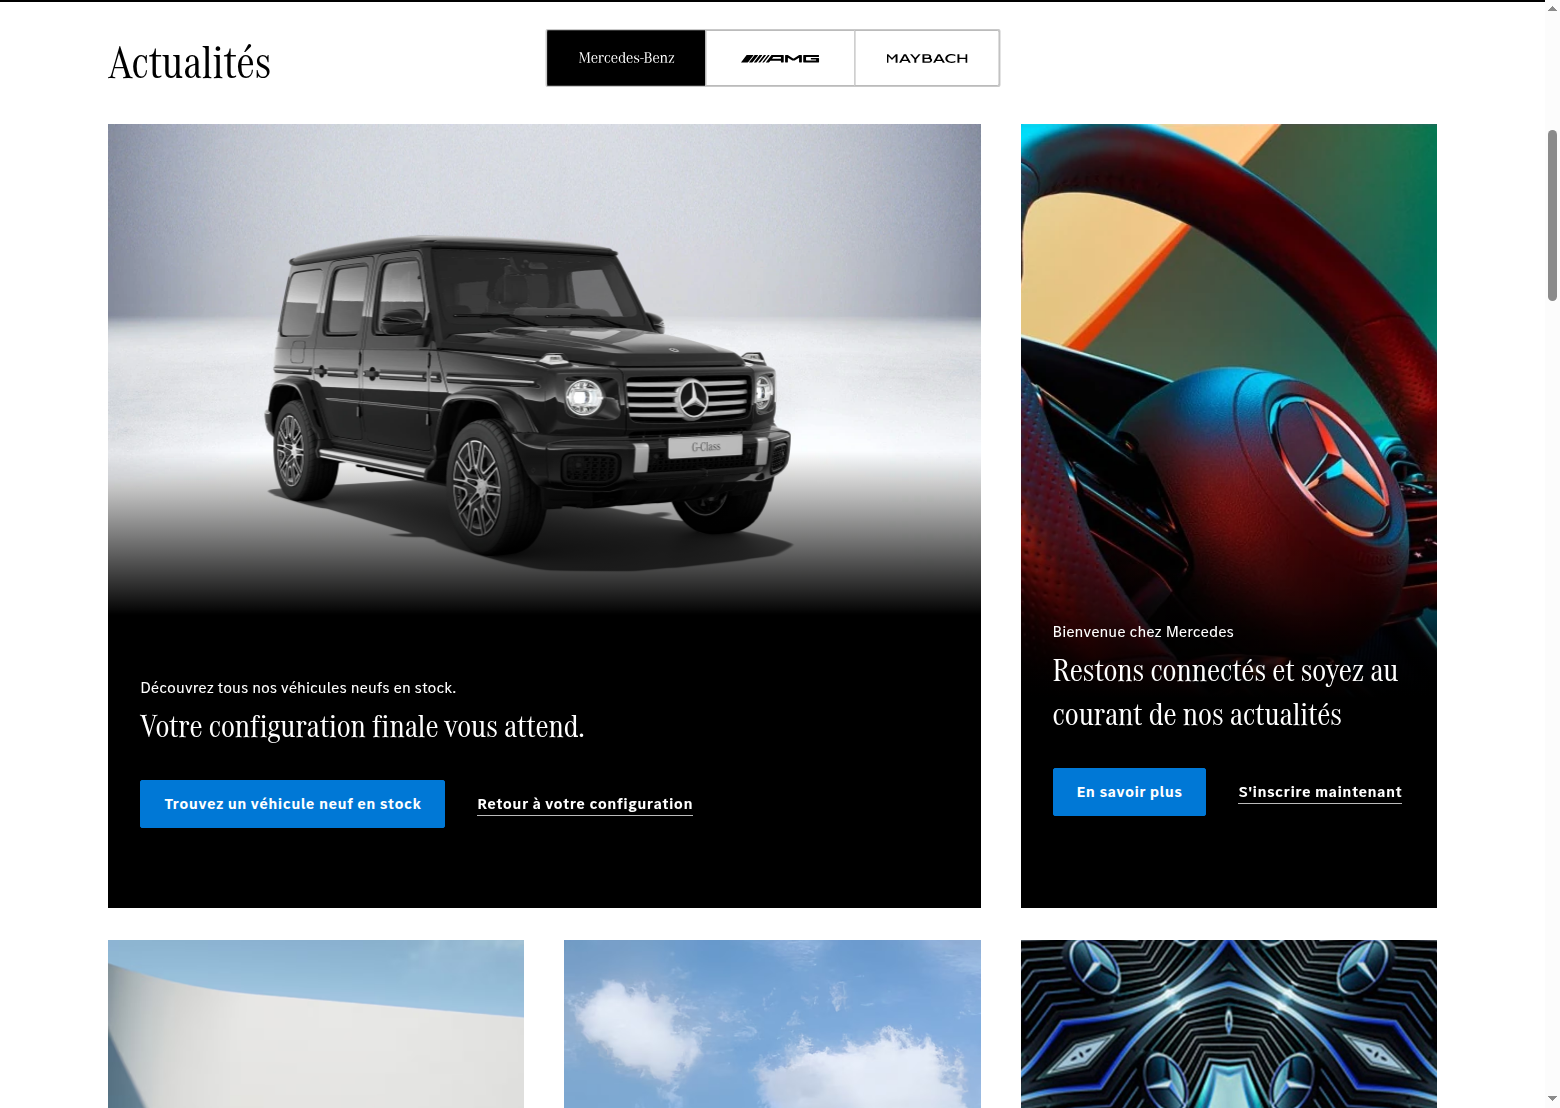 Actualités
Mercedes-Benz
AMG
MAYBACH
G-Class
Découvrez tous nos véhicules neufs en stock.
Votre configuration finale vous attend.
Trouvez un véhicule neuf en stock
Retour à votre configuration
Bienvenue chez Mercedes
Restons connectés et soyez au
courant de nos actualités
En savoir plus
S'inscrire maintenant